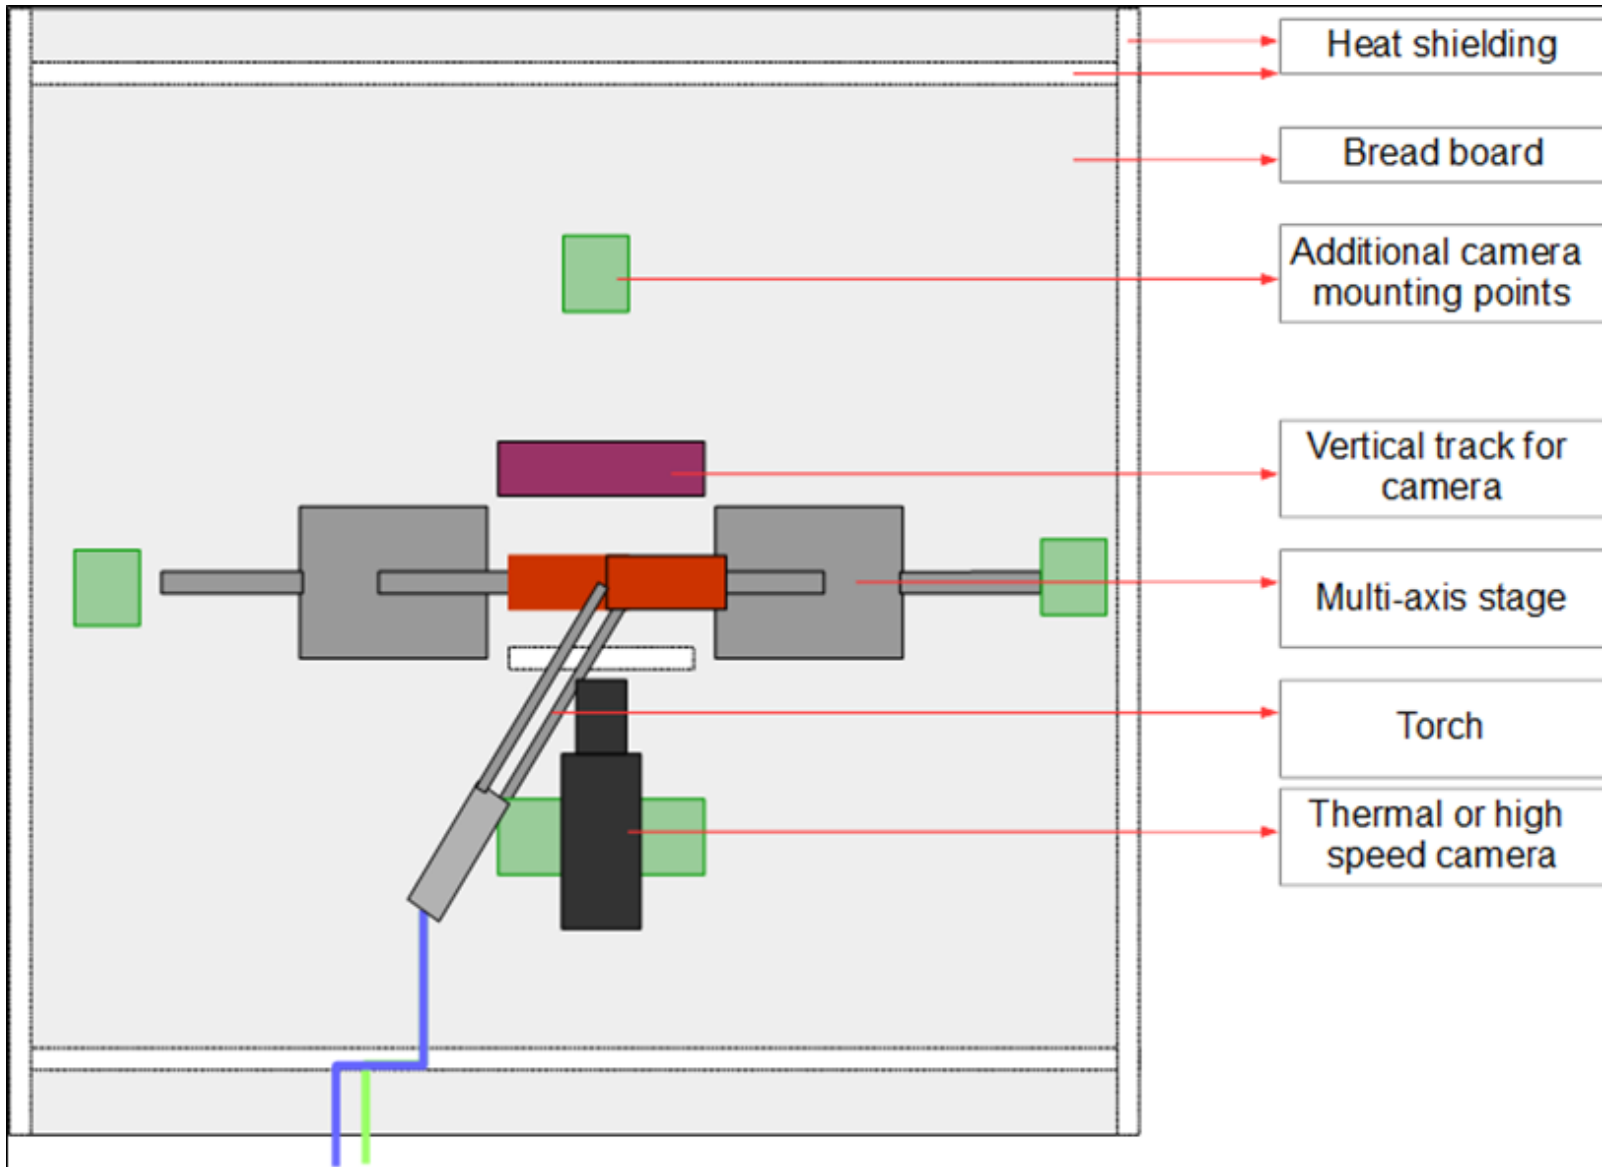 Heat shielding
Bread board
Additional camera
mounting points
Vertical track for
camera
Multi-axis stage
Torch
Thermal or high
speed camera